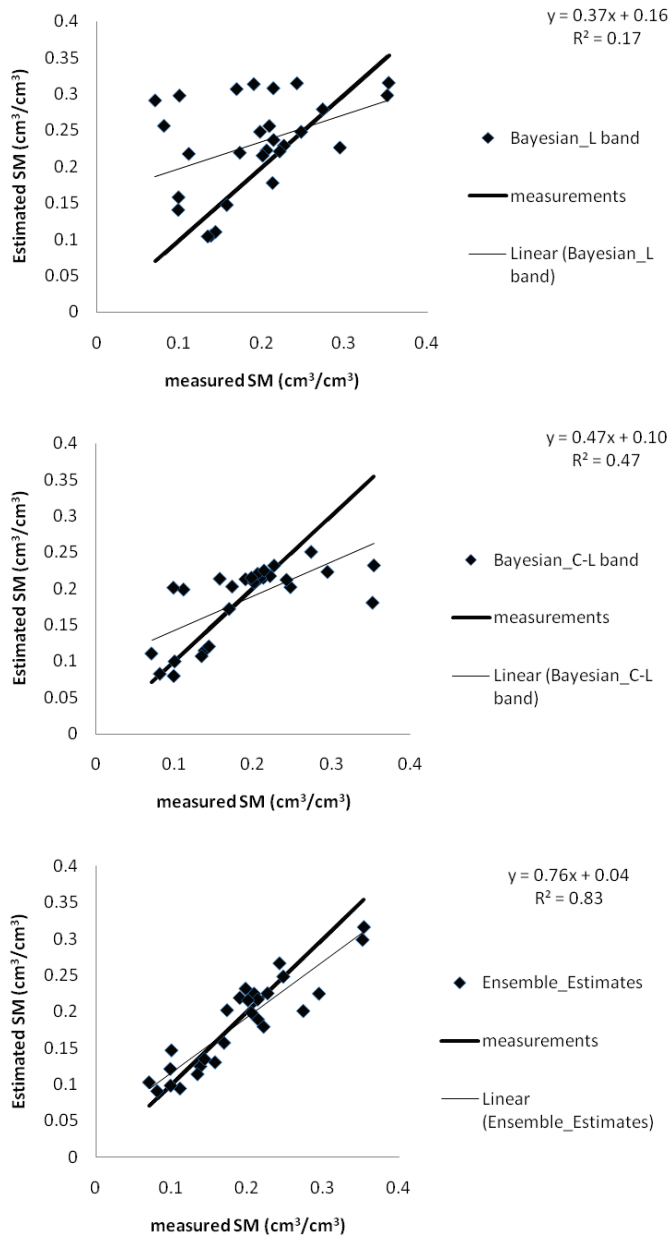 y = 0.37x + 0.16
R² = 0.17
0.4
0.35
0.3
0.25
0.2
0.15
0.1
0.05
0
Estimated SM (cm³/cm³)
0 0.1 0.2 0.3 0.4
measured SM (cm³/cm³)
Bayesian_L band
measurements
Linear (Bayesian_L
band)
y = 0.47x + 0.10
R² = 0.47
0.4
0.35
0.3
0.25
0.2
0.15
0.1
0.05
0
Estimated SM (cm³/cm³)
0 0.1 0.2 0.3 0.4
measured SM (cm³/cm³)
Bayesian_C-L band
measurements
Linear (Bayesian_C-L
band)
y = 0.76x + 0.04
R² = 0.83
0.4
0.35
0.3
0.25
0.2
0.15
0.1
0.05
0
Estimated SM (cm³/cm³)
0 0.1 0.2 0.3 0.4
measured SM (cm³/cm³)
Ensemble_Estimates
measurements
Linear
(Ensemble_Estimates)